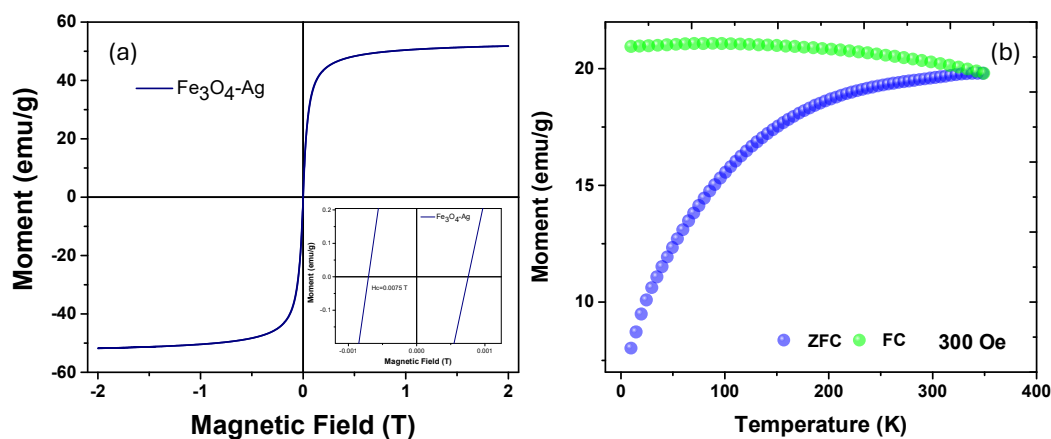 (a)
Fe₃O₄-Ag
Moment (emu/g)
60
40
20
0
-20
-40
-60
-2
-1
0
1
2
Magnetic Field (T)
Fe₃O₄-Ag
Moment (emu/g)
0.2
0.1
0.0
-0.1
Hc=0.0075 T
-0.001
0.000
0.001
Magnetic Field (T)
(b)
Moment (emu/g)
20
15
10
ZFC FC 300 Oe
0
100
200
300
400
Temperature (K)